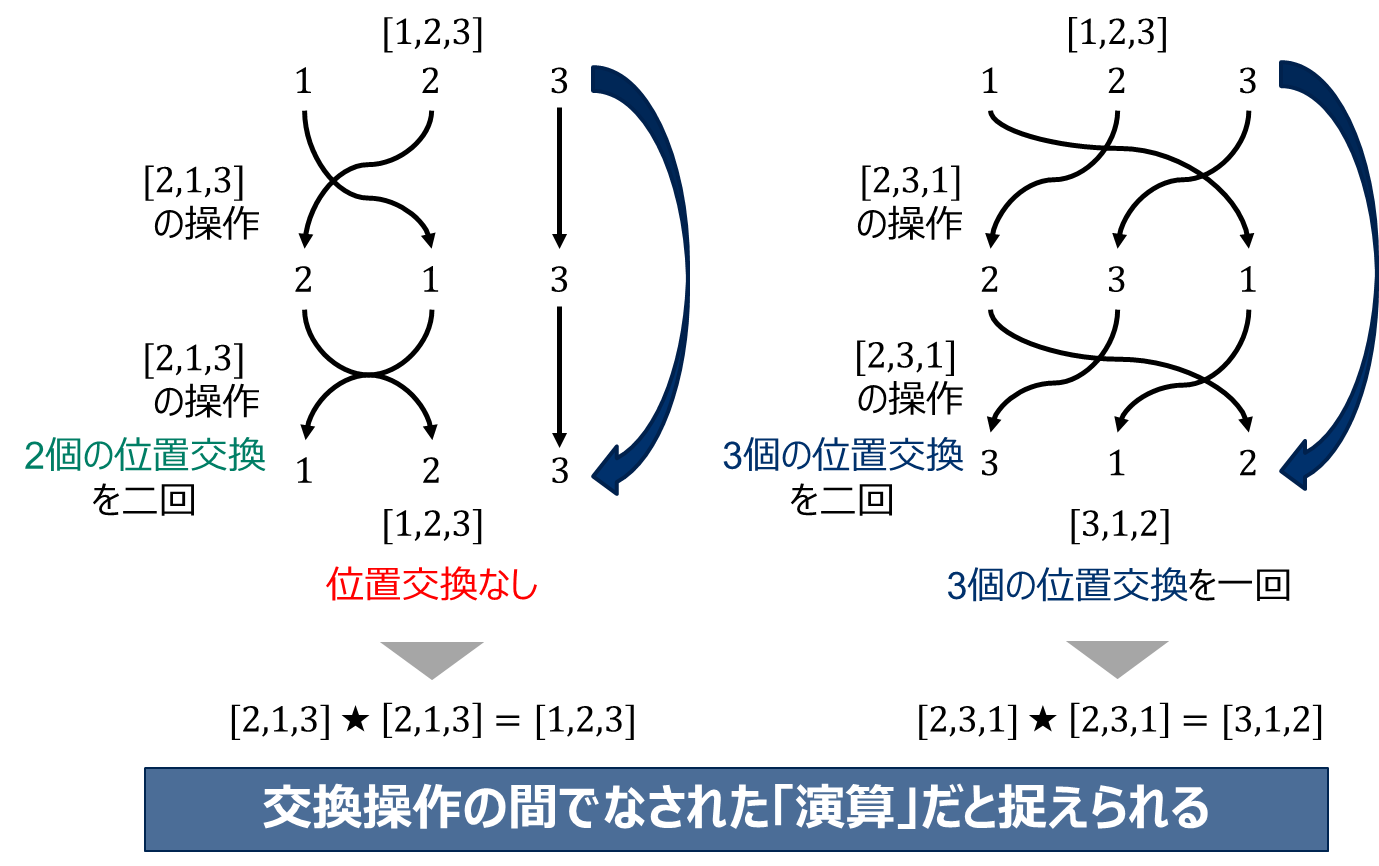 [1,2,3]
1 2 3
[2,1,3]
の操作
2 1 3
[2,1,3]
の操作
2個の位置交換
を二回
1 2 3
[1,2,3]
位置交換なし
[2,1,3] ★ [2,1,3] = [1,2,3]
[1,2,3]
1 2 3
[2,3,1]
の操作
2 3 1
[2,3,1]
の操作
3個の位置交換
を二回
3 1 2
[3,1,2]
3個の位置交換を一回
[2,3,1] ★ [2,3,1] = [3,1,2]
交換操作の間でなされた「演算」だと捉えられる